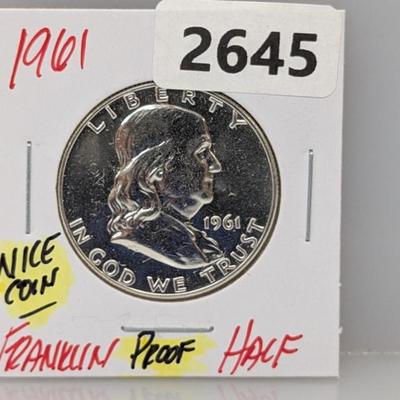 1961
2645
LIBERTY
1961
IN GOD WE TRUST
NICE
COIN
FRANKLIN PROOF HALF